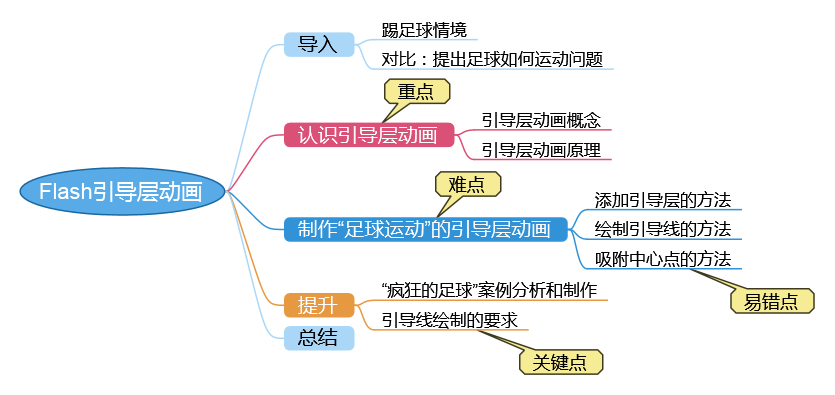 Flash引导层动画
导入
踢足球情境
对比：提出足球如何运动问题
重点
认识引导层动画
引导层动画概念
引导层动画原理
难点
制作“足球运动”的引导层动画
添加引导层的方法
绘制引导线的方法
吸附中心点的方法
易错点
提升
“疯狂的足球”案例分析和制作
引导线绘制的要求
关键点
总结